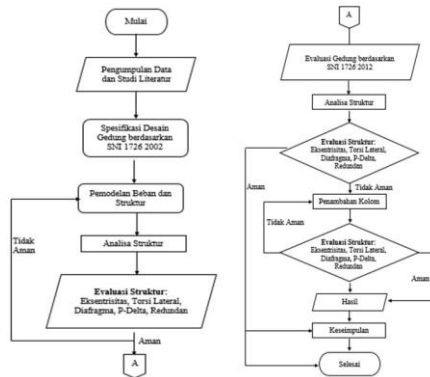 Mulai
Pengumpulan Data
dan Studi Literatur
Spesifikasi Desain
Gedung berdasarkan
SNI 1726 2002
Pemodelan Beban dan
Struktur
Tidak
Aman
Analisa Struktur
Evaluasi Struktur:
Eksentrisitas, Torsi Lateral,
Diafragma, P-Delta, Redundan
Aman
A
A
Evaluasi Gedung berdasarkan
SNI 1726 2012
Analisa Struktur
Evaluasi Struktur:
Eksentrisitas, Torsi Lateral,
Diafragma, P-Delta,
Redundan
Aman
Tidak Aman
Penambahan Kolom
Tidak Aman
Evaluasi Struktur:
Eksentrisitas, Torsi Lateral,
Diafragma, P-Delta,
Redundan
Aman
Hasil
Keseimpulan
Selesai